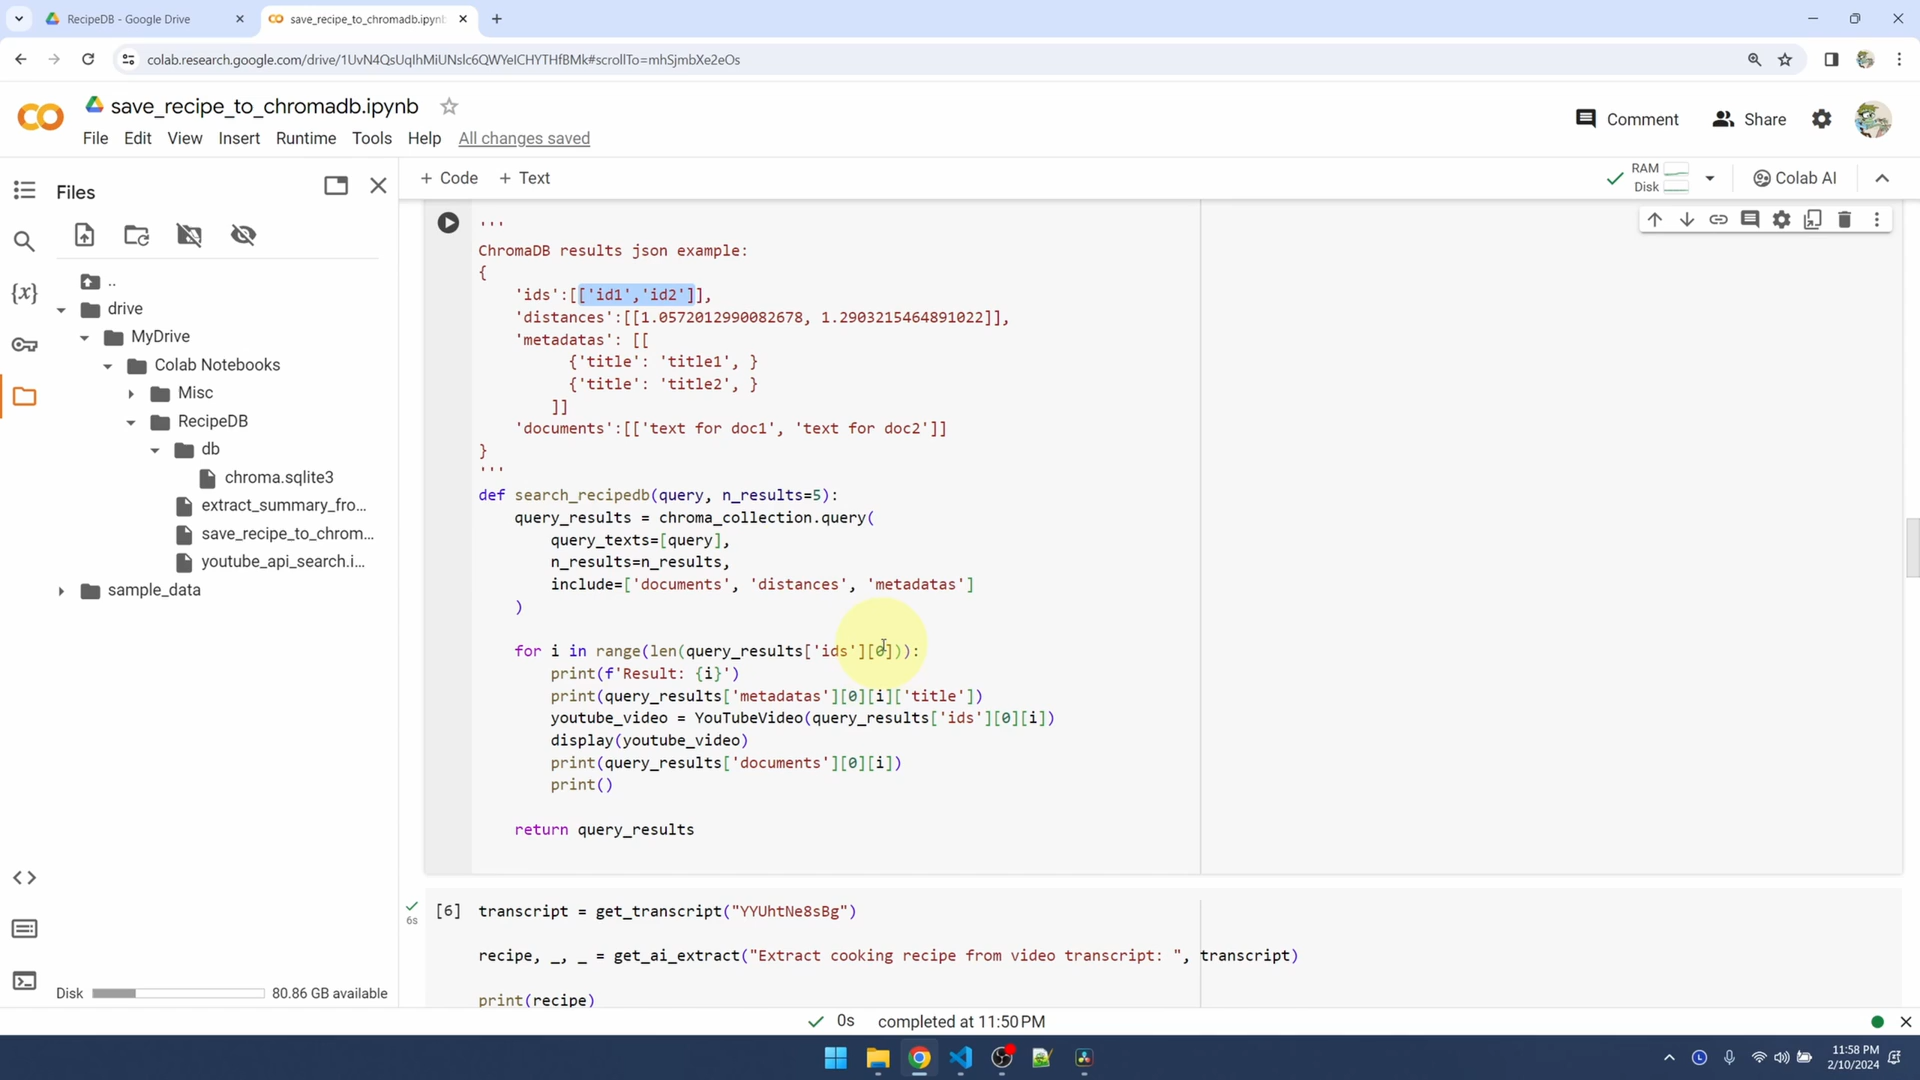 RecipeDB - Google Drive
save_recipe_to_chromadb.ipynb
colab.research.google.com/drive/1UvN4QsUqIhMiUNslc6QWYeICHYTHfBMk#scrollTo=mhSjmbXe2eOs
save_recipe_to_chromadb.ipynb
File Edit View Insert Runtime Tools Help All changes saved
Comment Share
Files
+ Code + Text
RAM
Disk
Colab AI
..
drive
MyDrive
Colab Notebooks
Misc
RecipeDB
db
chroma.sqlite3
extract_summary_fro...
save_recipe_to_chrom...
youtube_api_search.i...
sample_data
{x}
Disk 80.86 GB available
'''
ChromaDB results json example:
{
'ids':[['id1','id2']],
'distances':[[1.0572012990082678, 1.2903215464891022]],
'metadatas': [[
{'title': 'title1', }
{'title': 'title2', }
]]
'documents':[['text for doc1', 'text for doc2']]
}
'''
def search_recipedb(query, n_results=5):
query_results = chroma_collection.query(
query_texts=[query],
n_results=n_results,
include=['documents', 'distances', 'metadatas']
)
for i in range(len(query_results['ids'][0])):
print(f'Result: {i}')
print(query_results['metadatas'][0][i]['title'])
youtube_video = YouTubeVideo(query_results['ids'][0][i])
display(youtube_video)
print(query_results['documents'][0][i])
print()
return query_results
6s
[6] transcript = get_transcript("YYUhtNe8sBg")
recipe, _, _ = get_ai_extract("Extract cooking recipe from video transcript: ", transcript)
print(recipe)
0s completed at 11:50 PM
11:58 PM
2/10/2024